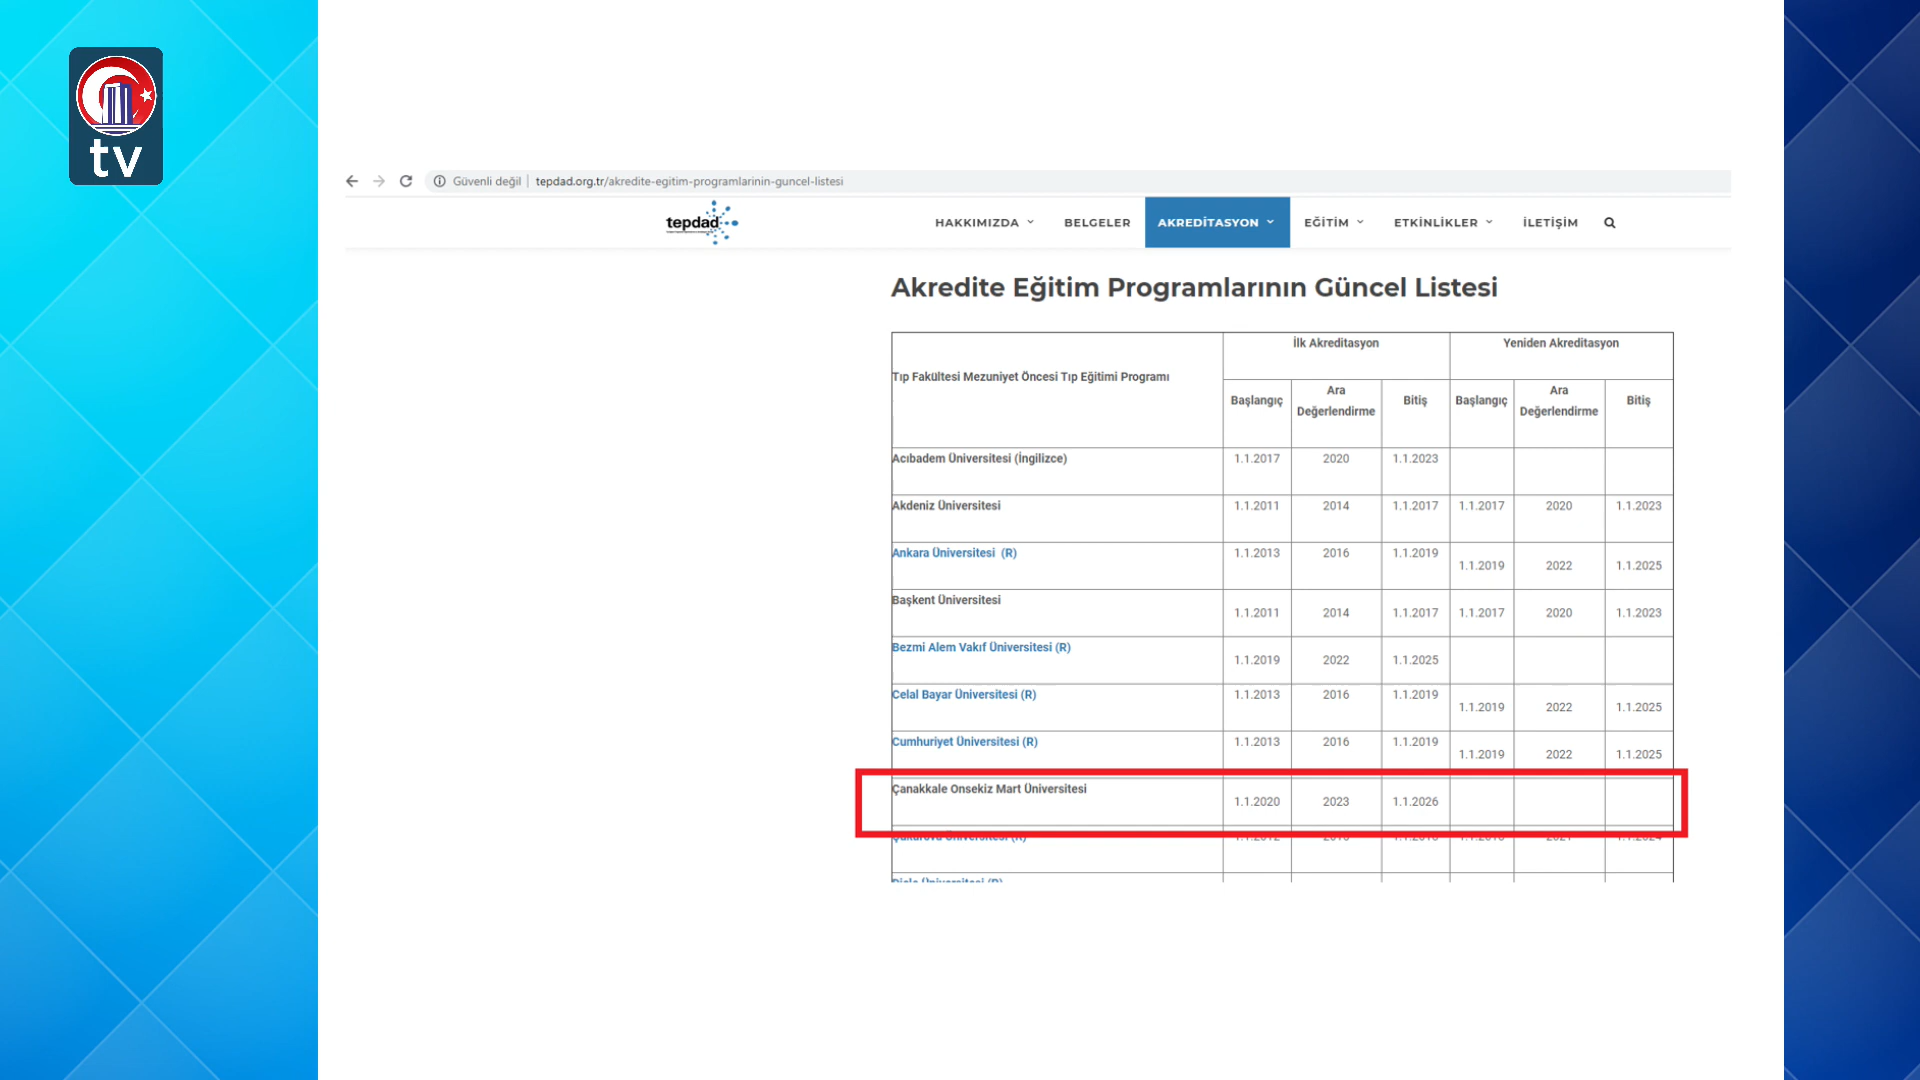 tv
Güvenli değil | tepdad.org.tr/akredite-egitim-programlarinin-guncel-listesi
tepdad
HAKKIMIZDA BELGELER AKREDİTASYON EĞİTİM ETKİNLİKLER İLETİŞİM
Akredite Eğitim Programlarının Güncel Listesi
Tıp Fakültesi Mezuniyet Öncesi Tıp Eğitimi Programı İlk Akreditasyon Yeniden Akreditasyon
Başlangıç Ara Değerlendirme Bitiş Başlangıç Ara Değerlendirme Bitiş
Acıbadem Üniversitesi (İngilizce) 1.1.2017 2020 1.1.2023
Akdeniz Üniversitesi 1.1.2011 2014 1.1.2017 1.1.2017 2020 1.1.2023
Ankara Üniversitesi (R) 1.1.2013 2016 1.1.2019 1.1.2019 2022 1.1.2025
Başkent Üniversitesi 1.1.2011 2014 1.1.2017 1.1.2017 2020 1.1.2023
Bezmi Alem Vakıf Üniversitesi (R) 1.1.2019 2022 1.1.2025
Celal Bayar Üniversitesi (R) 1.1.2013 2016 1.1.2019 1.1.2019 2022 1.1.2025
Cumhuriyet Üniversitesi (R) 1.1.2013 2016 1.1.2019 1.1.2019 2022 1.1.2025
Çanakkale Onsekiz Mart Üniversitesi 1.1.2020 2023 1.1.2026